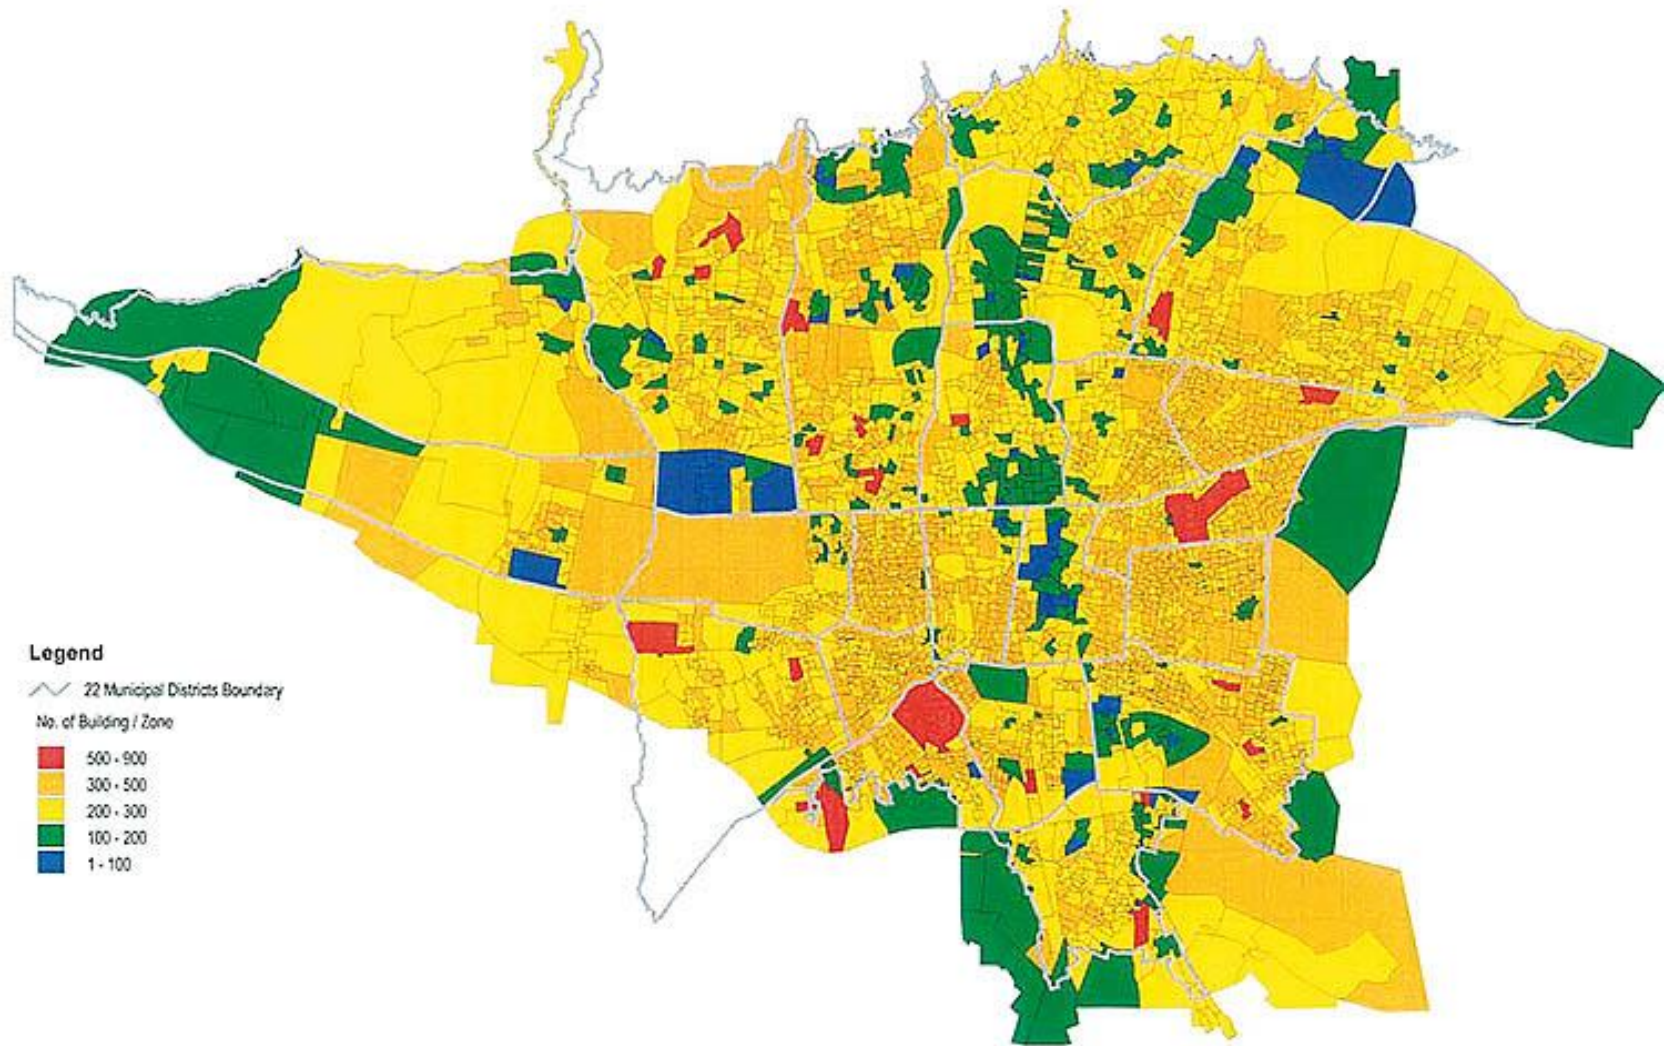 Legend
22 Municipal Districts Boundary
No. of Building / Zone
500 - 900
300 - 500
200 - 300
100 - 200
1 - 100